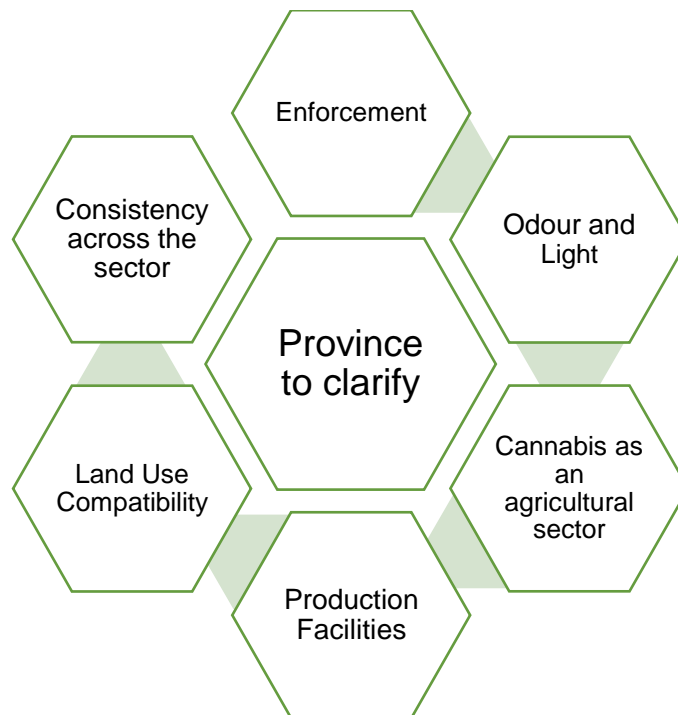 Enforcement
Odour and
Light
Cannabis as
an
agricultural
sector
Production
Facilities
Land Use
Compatibility
Consistency
across the
sector
Province
to clarify